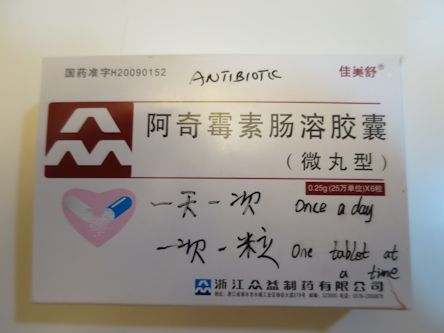 国药准字H20090152
ANTIBIOTIC
佳美舒®
阿奇霉素肠溶胶囊
(微丸型)
0.25g (25万单位)X6粒
一天一次 Once a day
一次一粒 One tablet at
a time
浙江众益制药有限公司